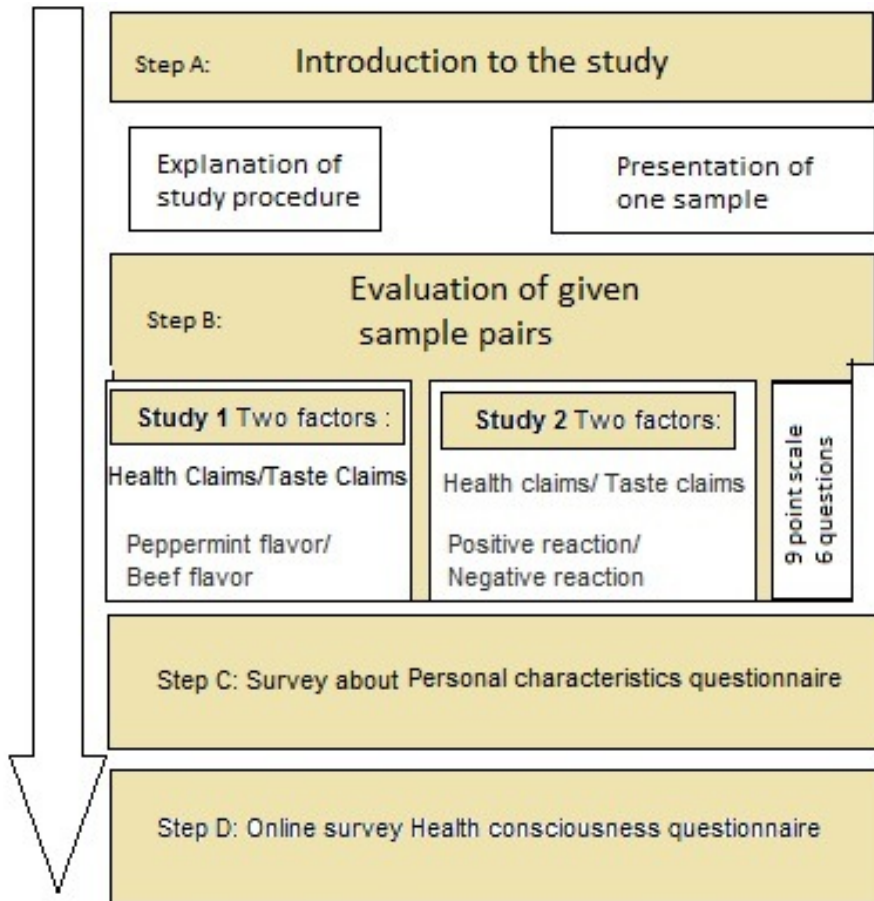 Step A: Introduction to the study
Explanation of
study procedure
Presentation of
one sample
Evaluation of given
Step B: sample pairs
Study 1 Two factors :
Health Claims/Taste Claims
Peppermint flavor/
Beef flavor
Study 2 Two factors:
Health claims/ Taste claims
Positive reaction/
Negative reaction
9 point scale
6 questions
Step C: Survey about Personal characteristics questionnaire
Step D: Online survey Health consciousness questionnaire